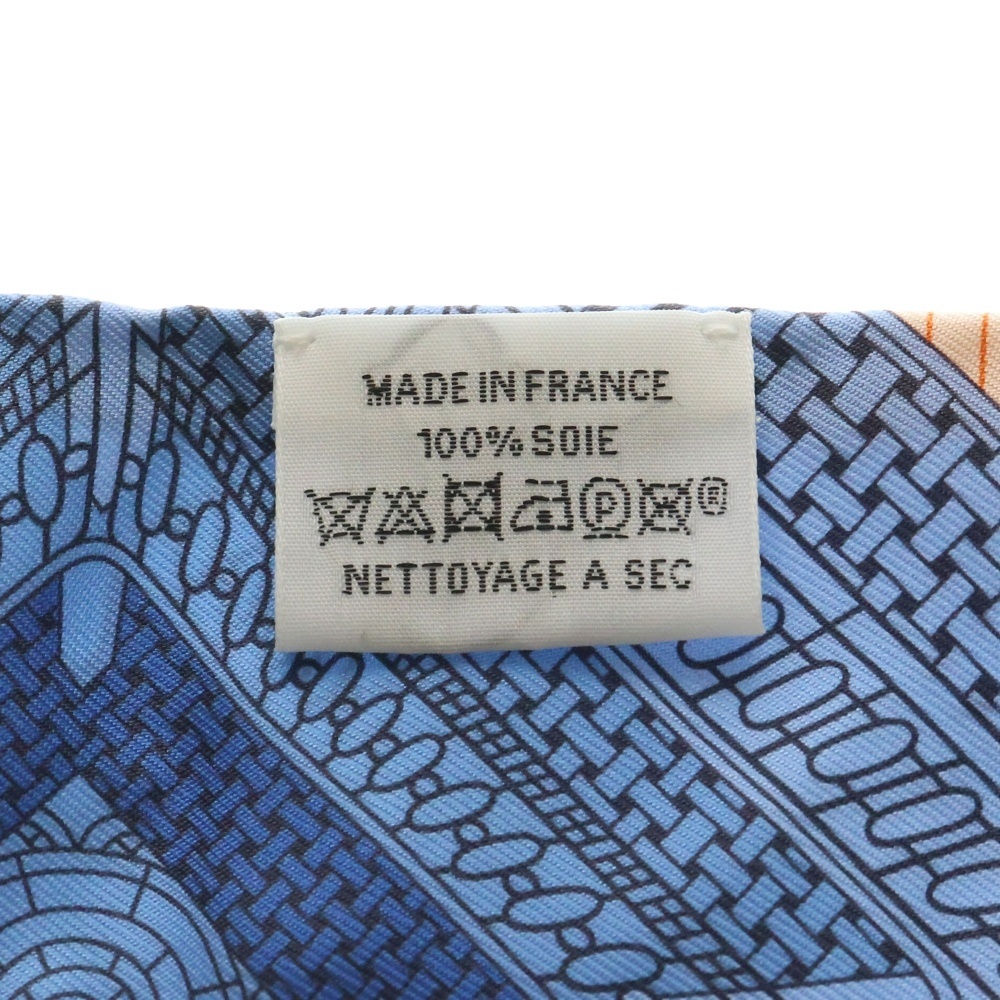 MADE IN FRANCE
100% SOIE
P ®
NETTOYAGE A SEC